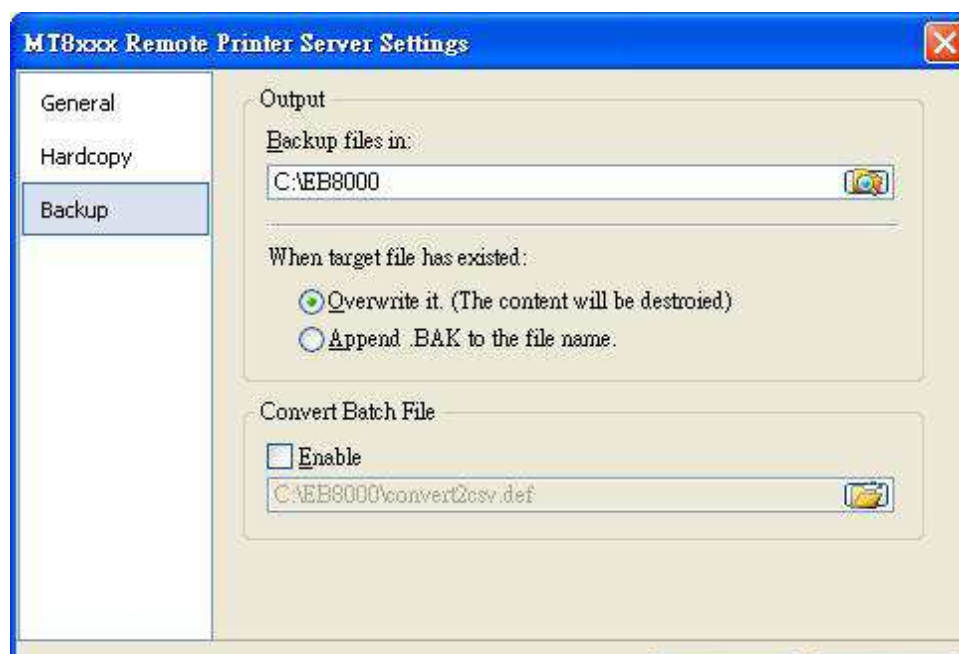 MT8xxx Remote Printer Server Settings
General
Hardcopy
Backup
Output
Backup files in:
C:\EB8000
When target file has existed:
Overwrite it. (The content will be destroied)
Append .BAK to the file name.
Convert Batch File
Enable
C:\EB8000\convert2csv.def